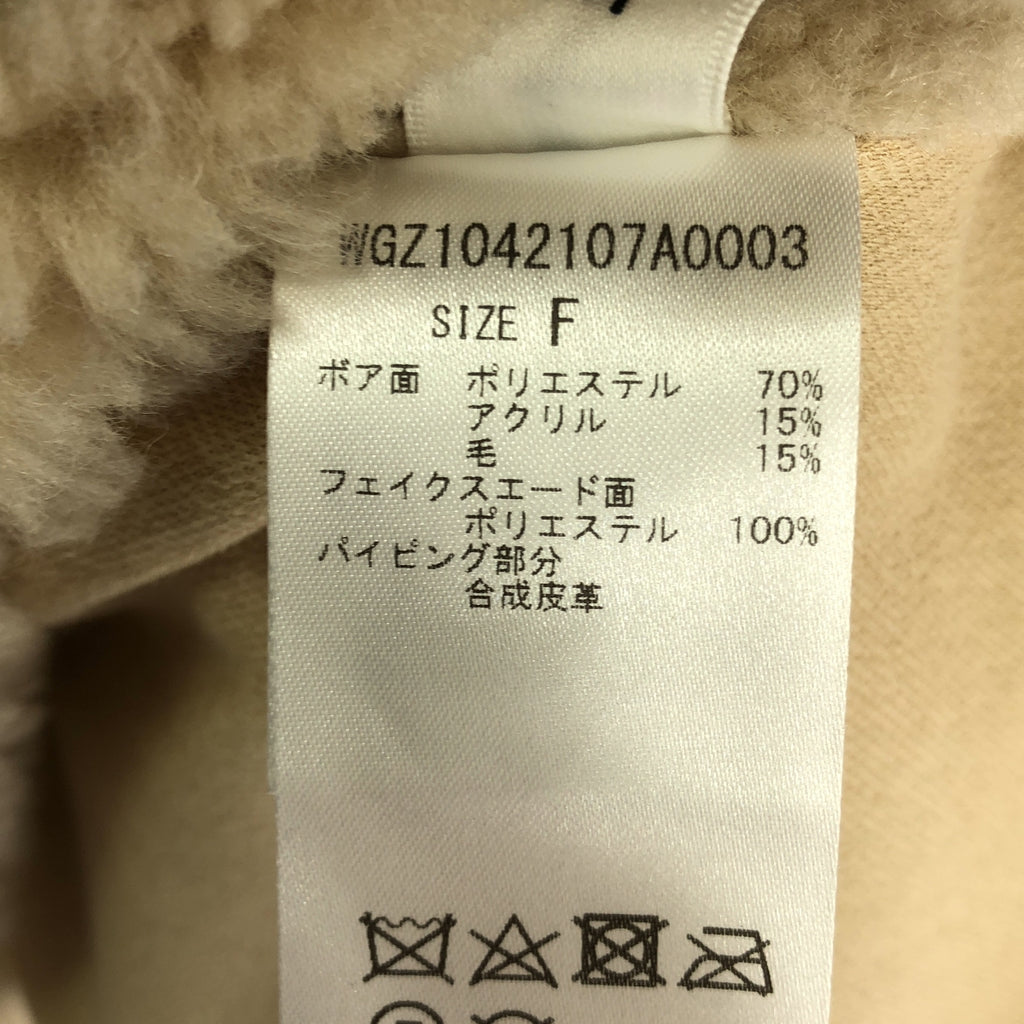 WGZ1042107A0003
SIZE F
ボア面 ポリエステル 70%
アクリル 15%
毛 15%
フェイクスエード面
ポリエステル 100%
パイピング部分
合成皮革